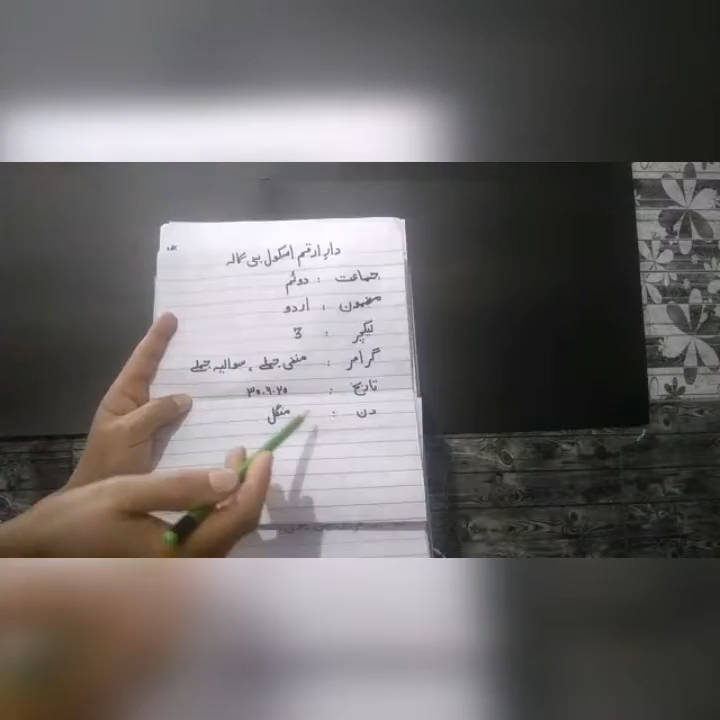 دار ارقم اسکول بی کمالہ
جماعت : دوئم
مضمون : اردو
لیکچر : 3
گرامر : منفی جملے ، سوالیہ جملے
تاریخ : ۳۰.۹.۲۵
دن : منگل